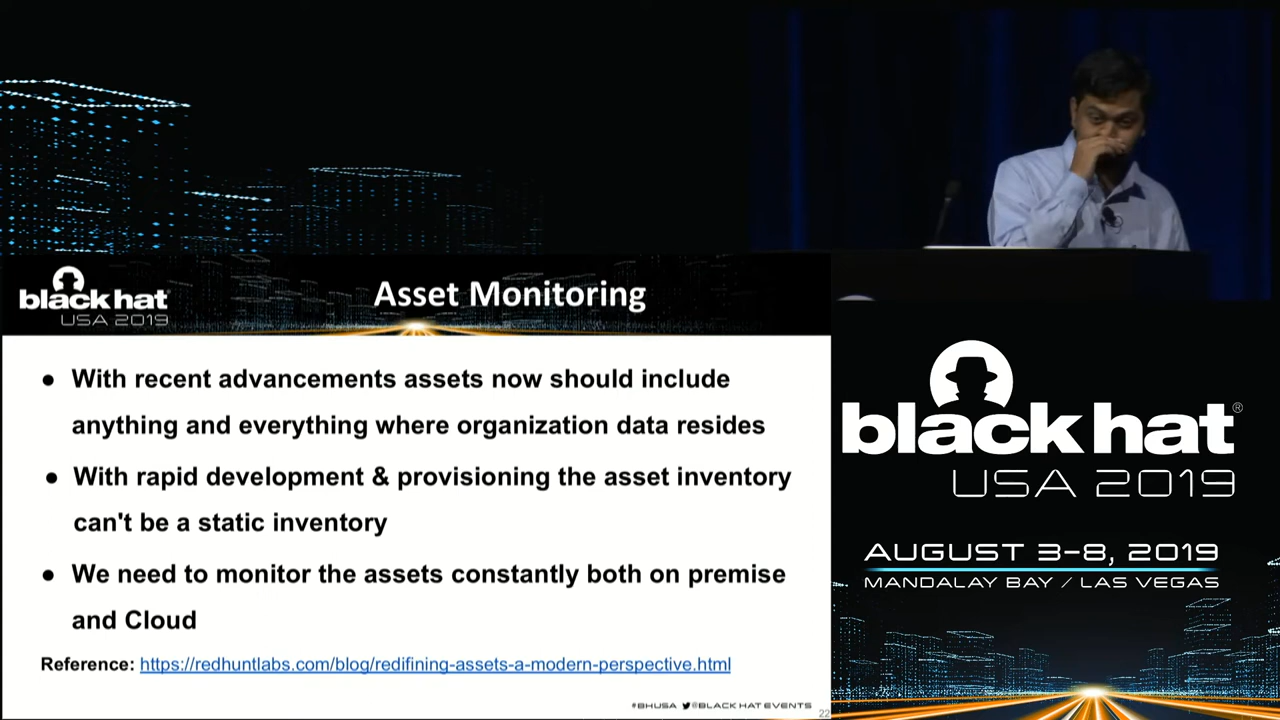 black hat
USA 2019
Asset Monitoring
● With recent advancements assets now should include
anything and everything where organization data resides
● With rapid development & provisioning the asset inventory
can't be a static inventory
● We need to monitor the assets constantly both on premise
and Cloud
Reference: https://redhuntlabs.com/blog/redifining-assets-a-modern-perspective.html
#BHUSA @BLACK HAT EVENTS
22
black hat®
USA 2019
AUGUST 3-8, 2019
MANDALAY BAY / LAS VEGAS